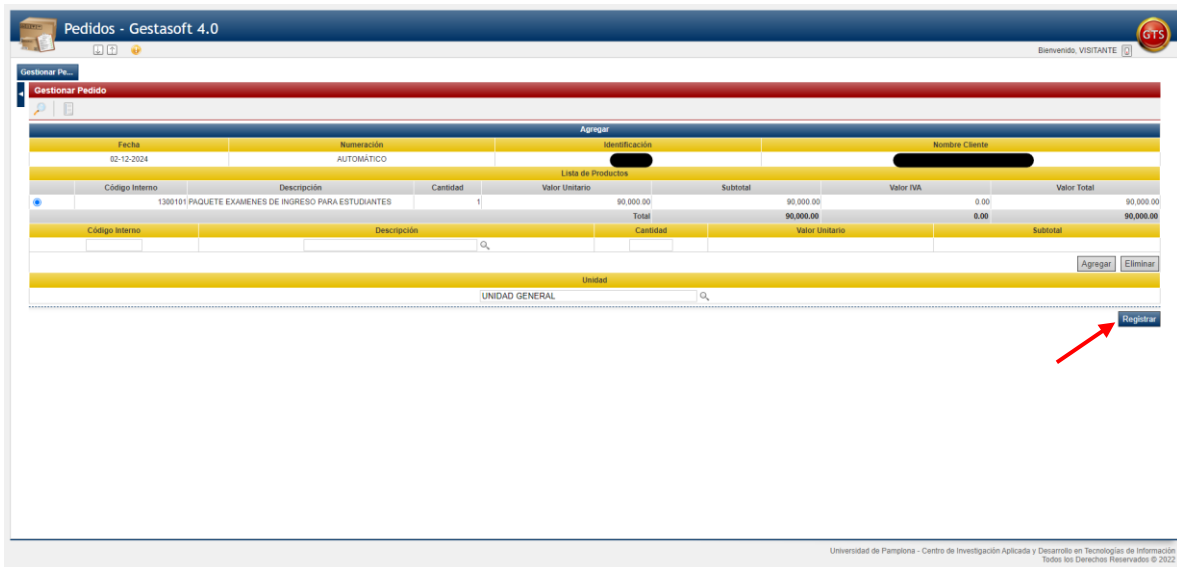 Pedidos - Gestasoft 4.0
GTS
Bienvenido, VISITANTE
Gestionar Pe...
Gestionar Pedido
Agregar
Fecha Numeración Identificación Nombre Cliente
02-12-2024 AUTOMÁTICO
Lista de Productos
Código Interno Descripción Cantidad Valor Unitario Subtotal Valor IVA Valor Total
1300101 PAQUETE EXAMENES DE INGRESO PARA ESTUDIANTES 1 90,000.00 90,000.00 0.00 90,000.00
Total 90,000.00 0.00 90,000.00
Código Interno Descripción Cantidad Valor Unitario Subtotal
Agregar Eliminar
Unidad
UNIDAD GENERAL
Registrar
Universidad de Pamplona - Centro de Investigación Aplicada y Desarrollo en Tecnologías de Información
Todos los Derechos Reservados © 2022